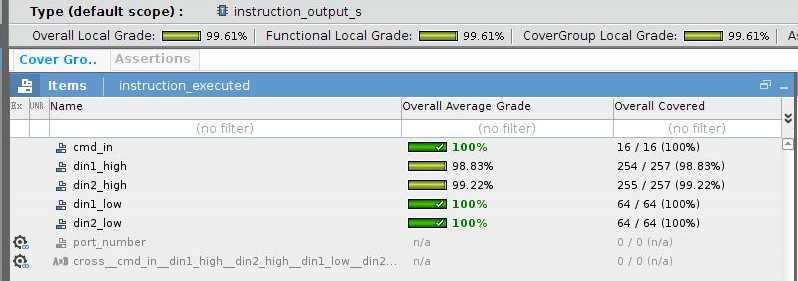 Type (default scope) : instruction_output_s
Overall Local Grade: 99.61% Functional Local Grade: 99.61% CoverGroup Local Grade: 99.61% As
Cover Gro.. Assertions
Items instruction_executed
Ex UNR Name Overall Average Grade Overall Covered
(no filter) (no filter) (no filter)
cmd_in 100% 16 / 16 (100%)
din1_high 98.83% 254 / 257 (98.83%)
din2_high 99.22% 255 / 257 (99.22%)
din1_low 100% 64 / 64 (100%)
din2_low 100% 64 / 64 (100%)
port_number n/a 0 / 0 (n/a)
A×B cross__cmd_in__din1_high__din2_high__din1_low__din2... n/a 0 / 0 (n/a)